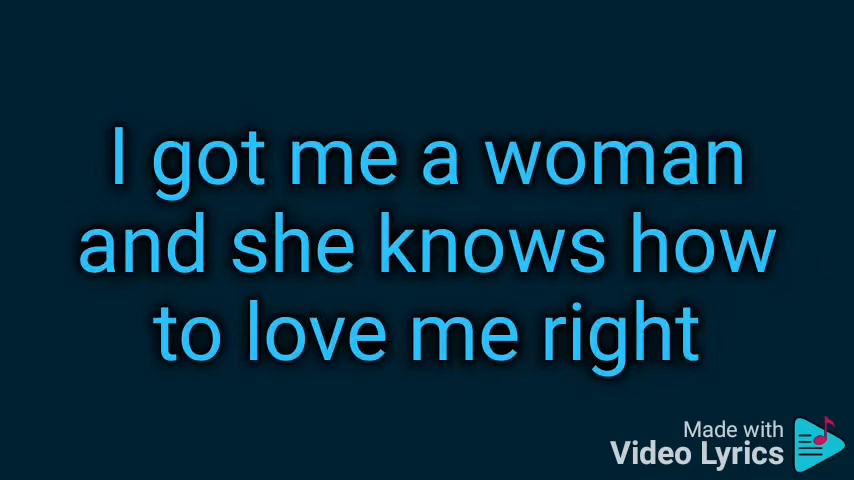 I got me a woman
and she knows how
to love me right
Made with
Video Lyrics